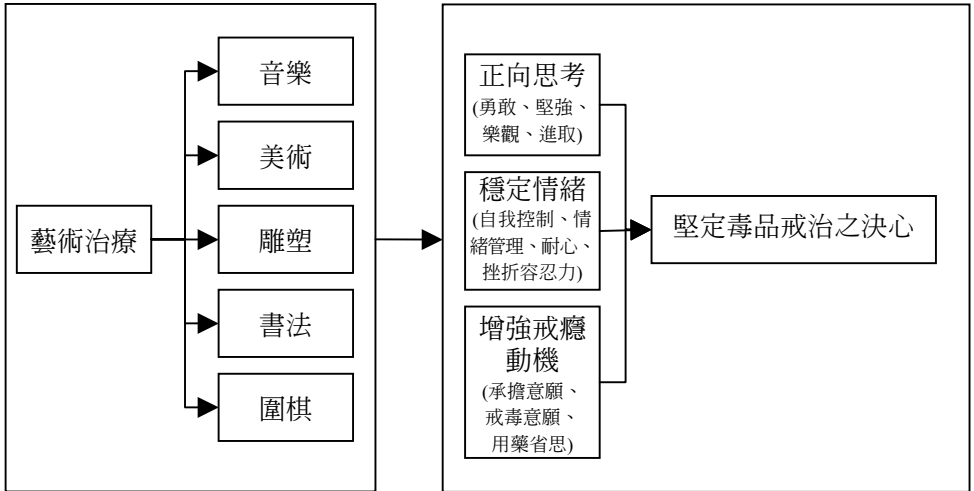 藝術治療
音樂
美術
雕塑
書法
圍棋
正向思考
(勇敢、堅強、
樂觀、進取)
穩定情緒
(自我控制、情
緒管理、耐心、
挫折容忍力)
增強戒癮
動機
(承擔意願、
戒毒意願、
用藥省思)
堅定毒品戒治之決心